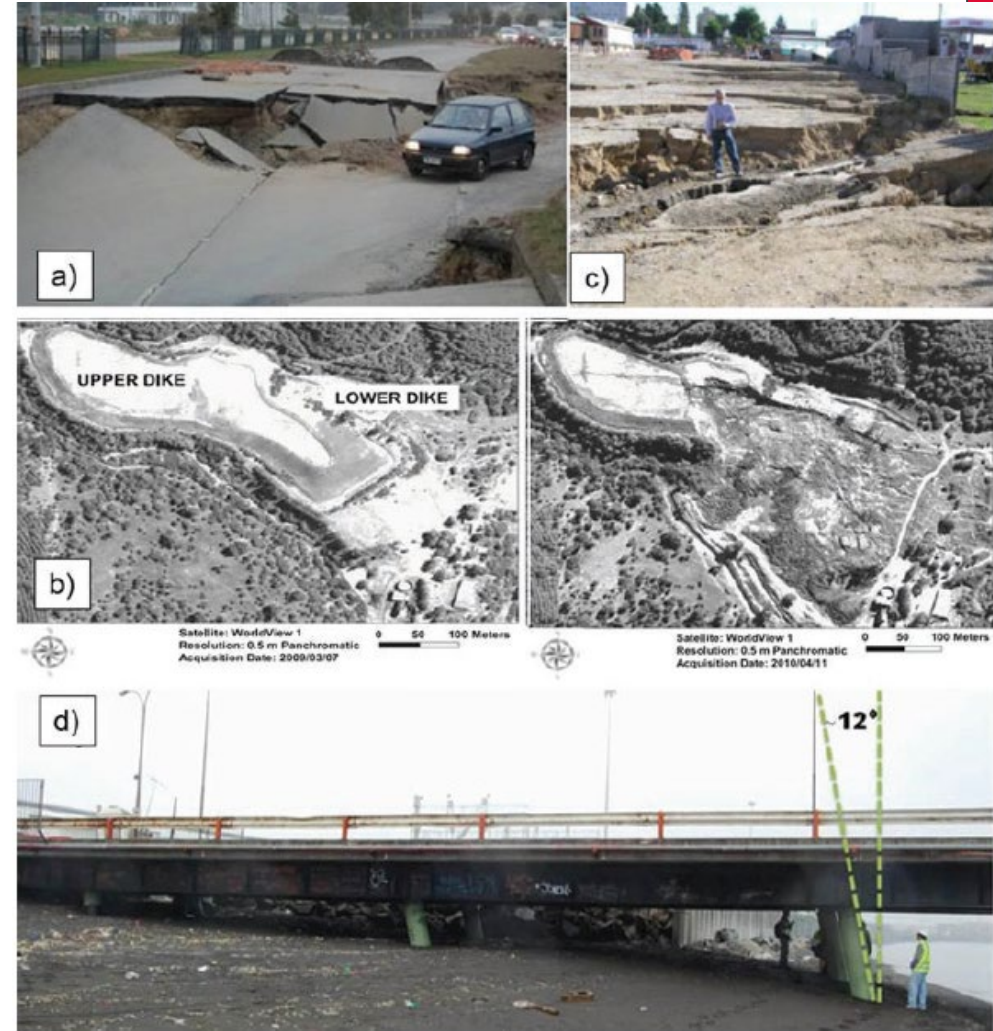 a)
c)
UPPER DIKE
LOWER DIKE
b)
Satellite: WorldView 1
Resolution: 0.5 m Panchromatic
Acquisition Date: 2009/03/07
0 50 100 Meters
Satellite: WorldView 1
Resolution: 0.5 m Panchromatic
Acquisition Date: 2010/04/11
0 50 100 Meters
d)
12°